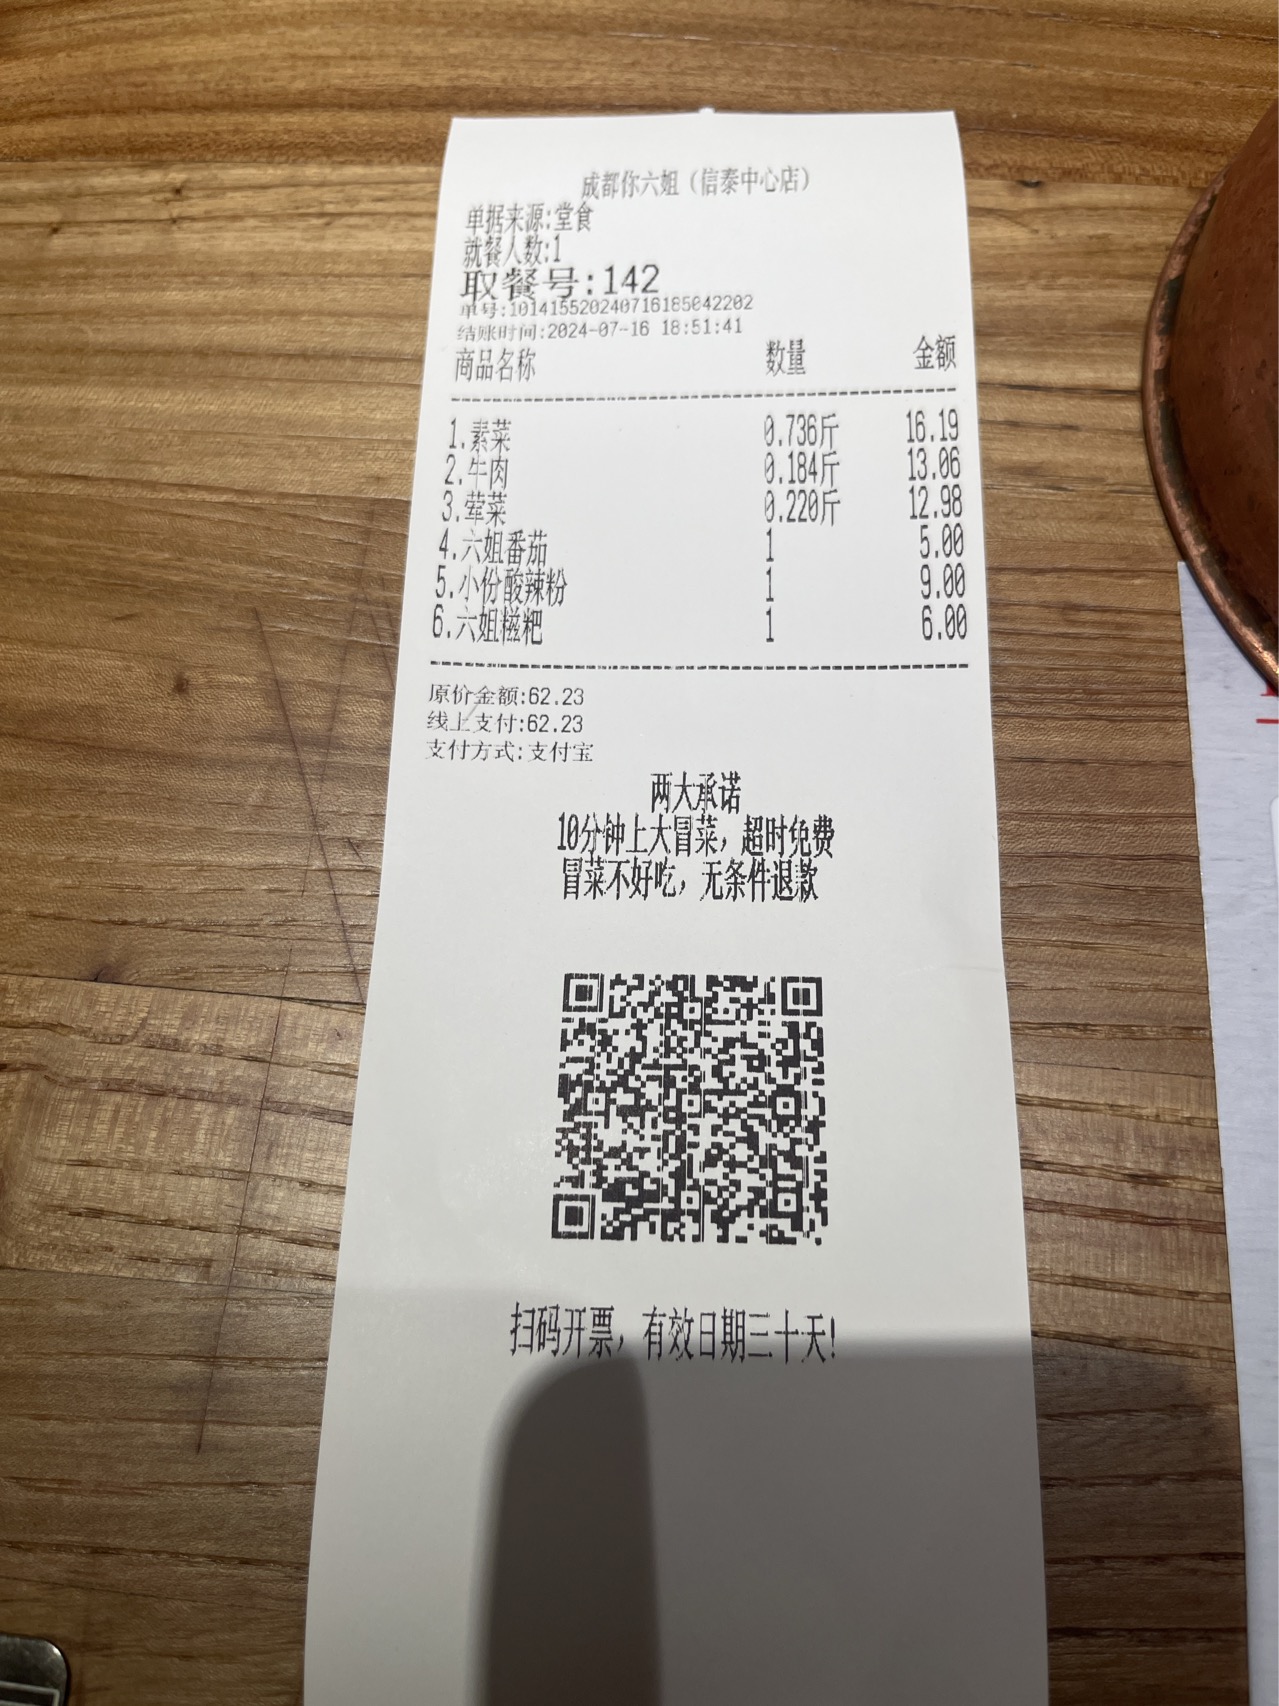 成都你六姐（信泰中心店）
单据来源:堂食
就餐人数:1
取餐号:142
单号:101415520240716185042202
结账时间:2024-07-16 18:51:41
商品名称 数量 金额
1.素菜 0.736斤 16.19
2.牛肉 0.184斤 13.06
3.荤菜 0.220斤 12.98
4.六姐番茄 1 5.00
5.小份酸辣粉 1 9.00
6.六姐糍粑 1 6.00
原价金额:62.23
线上支付:62.23
支付方式:支付宝
两大承诺
10分钟上大冒菜，超时免费
冒菜不好吃，无条件退款
扫码开票，有效日期三十天!